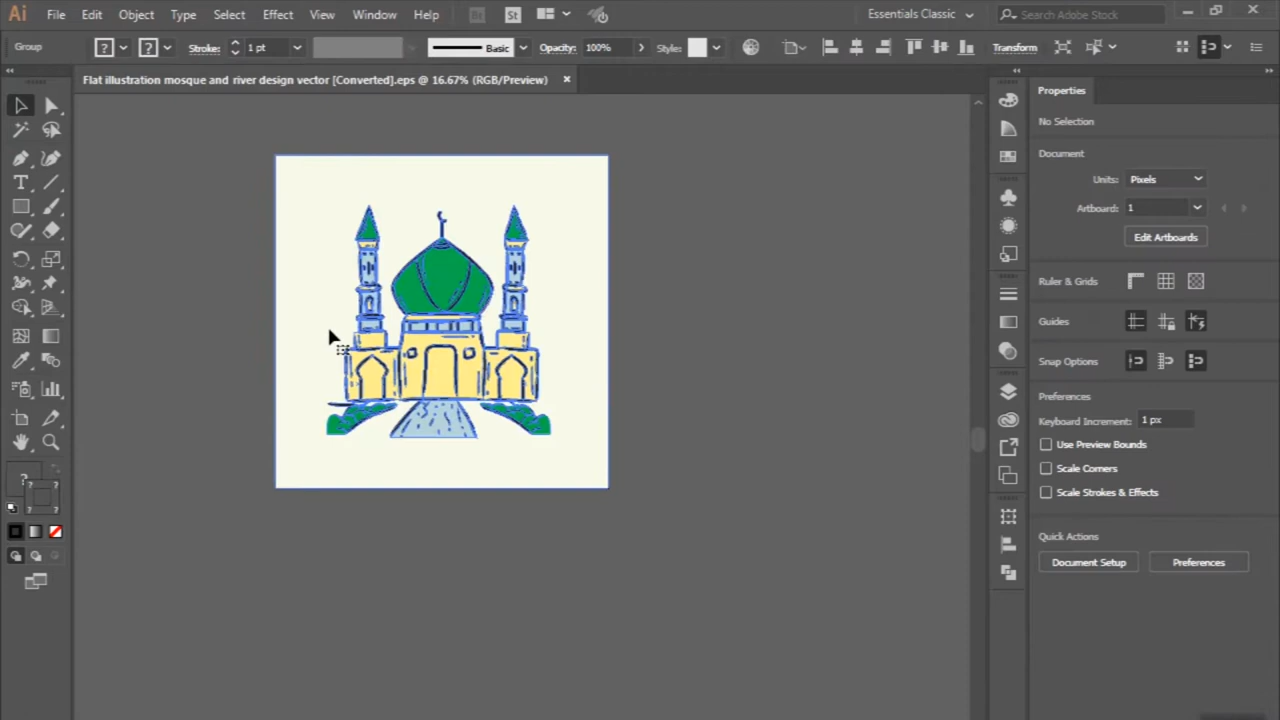 Ai File Edit Object Type Select Effect View Window Help Br St Essentials Classic Search Adobe Stock
Group ? ? Stroke: 1 pt Basic Opacity: 100% Style: Transform
Flat illustration mosque and river design vector [Converted].eps @ 16.67% (RGB/Preview)
Properties
No Selection
Document
Units: Pixels
Artboard: 1
Edit Artboards
Ruler & Grids
Guides
Snap Options
Preferences
Keyboard Increment: 1 px
Use Preview Bounds
Scale Corners
Scale Strokes & Effects
Quick Actions
Document Setup Preferences